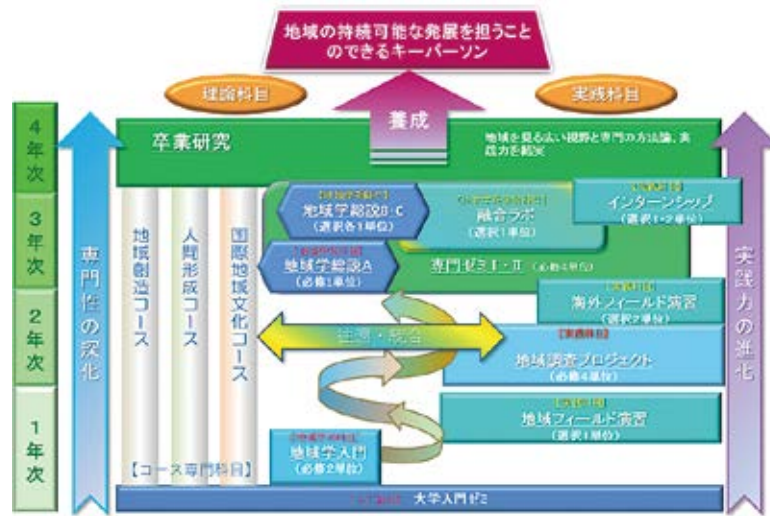 地域の持続可能な発展を担うこと
のできるキーパーソン
理論科目
実践科目
養成
4年次
3年次
2年次
1年次
専門性の深化
実践力の進化
卒業研究
地域を見る広い視野と専門の方法論、実
践力を結実
地域学総説B・C
(選択各1単位)
融合ラボ
(選択1単位)
インターンシップ
(選択1・2単位)
地域学総説A
(必修1単位)
専門ゼミⅠ・Ⅱ (必修4単位)
地域創造コース
人間形成コース
国際地域文化コース
海外フィールド演習
(選択2単位)
往還・統合
【実践科目】
地域調査プロジェクト
(必修4単位)
地域フィールド演習
(選択1単位)
地域学入門
(必修2単位)
【コース専門科目】
大学入門ゼミ